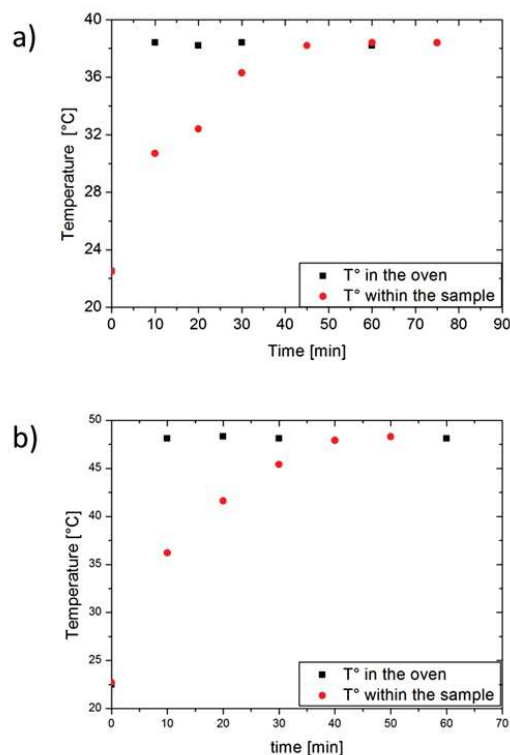 a)
40
36
32
28
24
20
Temperature [°C]
T° in the oven
T° within the sample
0 10 20 30 40 50 60 70 80 90
Time [min]
b)
50
45
40
35
30
25
20
Temperature [°C]
T° in the oven
T° within the sample
0 10 20 30 40 50 60 70
time [min]